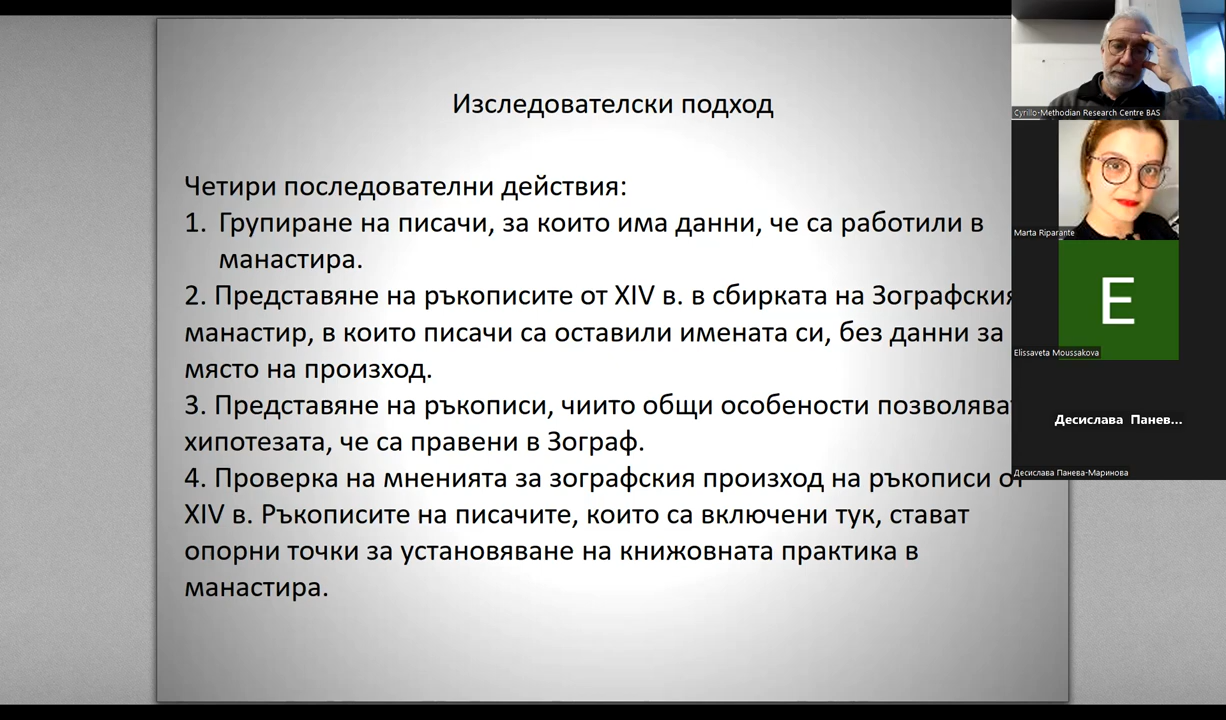 Изследователски подход
Четири последователни действия:
1. Групиране на писачи, за които има данни, че са работили в
манастира.
2. Представяне на ръкописите от XIV в. в сбирката на Зографския
манастир, в които писачи са оставили имената си, без данни за
място на произход.
3. Представяне на ръкописи, чиито общи особености позволяват
хипотезата, че са правени в Зограф.
4. Проверка на мненията за зографския произход на ръкописи от
XIV в. Ръкописите на писачите, които са включени тук, стават
опорни точки за установяване на книжовната практика в
манастира.
Cyrillo-Methodian Research Centre BAS
Marta Riparante
E
Elissaveta Moussakova
Десислава Панев...
Десислава Панева-Маринова